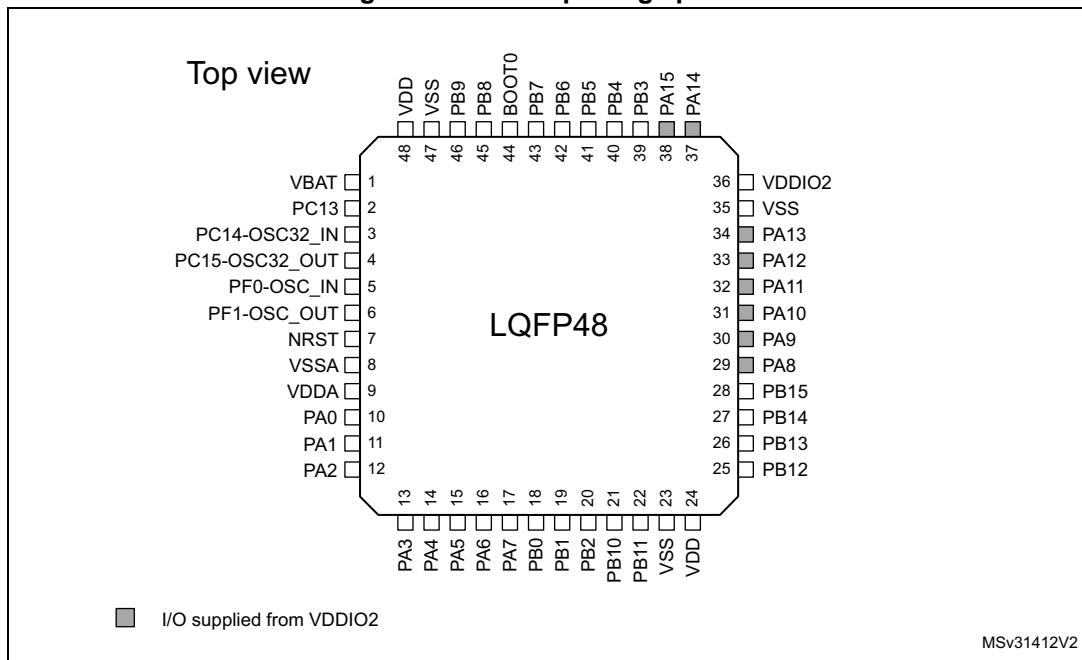 Top view
VDD
VSS
PB9
PB8
BOOT0
PB7
PB6
PB5
PB4
PB3
PA15
PA14
48
47
46
45
44
43
42
41
40
39
38
37
VBAT 1
PC13 2
PC14-OSC32_IN 3
PC15-OSC32_OUT 4
PF0-OSC_IN 5
PF1-OSC_OUT 6
NRST 7
VSSA 8
VDDA 9
PA0 10
PA1 11
PA2 12
LQFP48
36 VDDIO2
35 VSS
34 PA13
33 PA12
32 PA11
31 PA10
30 PA9
29 PA8
28 PB15
27 PB14
26 PB13
25 PB12
13
14
15
16
17
18
19
20
21
22
23
24
PA3
PA4
PA5
PA6
PA7
PB0
PB1
PB2
PB10
PB11
VSS
VDD
I/O supplied from VDDIO2
MSv31412V2